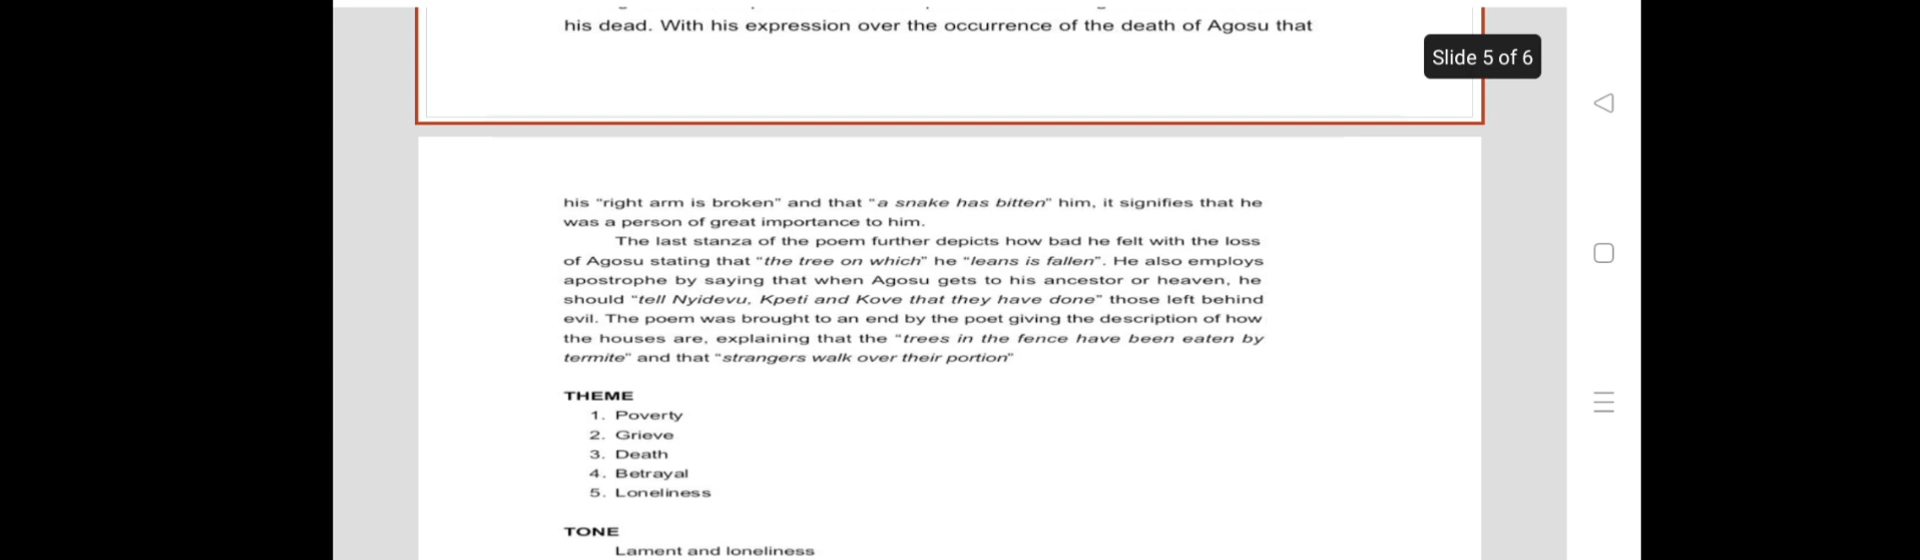 his dead. With his expression over the occurrence of the death of Agosu that
Slide 5 of 6
his "right arm is broken" and that "a snake has bitten" him, it signifies that he
was a person of great importance to him.
The last stanza of the poem further depicts how bad he felt with the loss
of Agosu stating that "the tree on which" he "leans is fallen". He also employs
apostrophe by saying that when Agosu gets to his ancestor or heaven, he
should "tell Nyidevu, Kpeti and Kove that they have done" those left behind
evil. The poem was brought to an end by the poet giving the description of how
the houses are, explaining that the "trees in the fence have been eaten by
termite" and that "strangers walk over their portion"
THEME
1. Poverty
2. Grieve
3. Death
4. Betrayal
5. Loneliness
TONE
Lament and loneliness